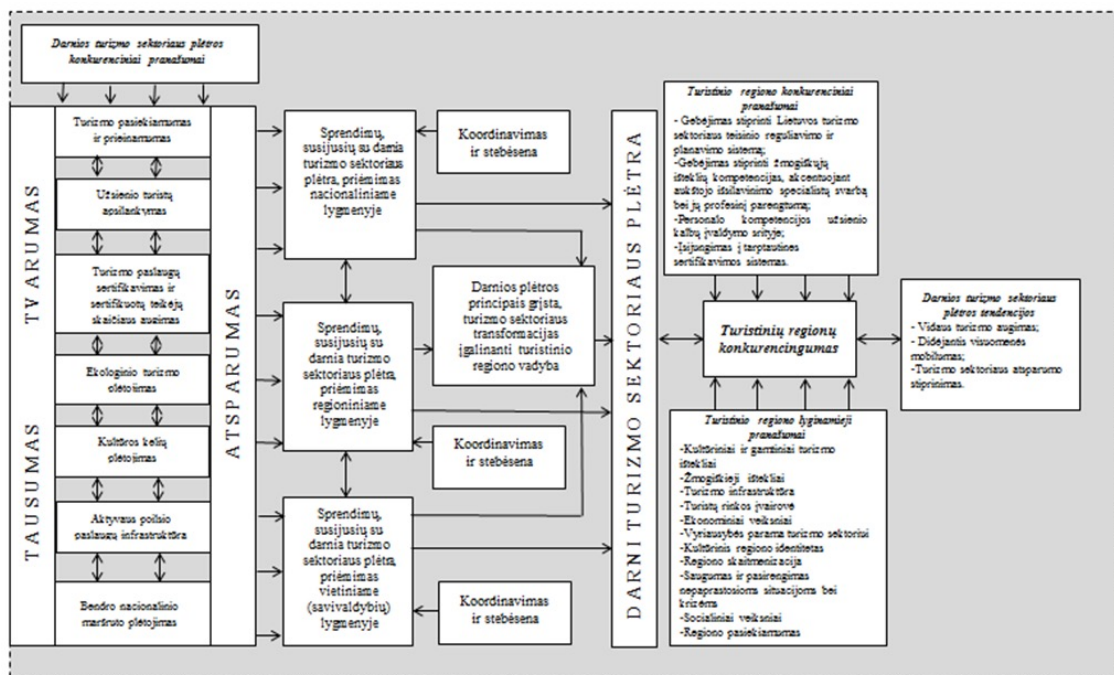 Darnios turizmo sektoriaus plėtros
konkurenciniai pranašumai
TVARUMAS
TAUSUMAS
Turizmo pasiekiamumas
ir prieinamumas
Užsienio turistų
apsilankymas
Turizmo paslaugų
sertifikavimas ir
sertifikuotų teikėjų
skaičiaus augimas
Ekologinio turizmo
plėtojimas
Kultūros kelių
plėtojimas
Aktyvaus poilsio
paslaugų infrastruktūra
Bendro nacionalinio
maršruto plėtojimas
ATSPARUMAS
Sprendimų,
susijusių su darnia
turizmo sektoriaus
plėtra, priėmimas
nacionaliniame
lygmenyje
Koordinavimas
ir stebėsena
Sprendimų,
susijusių su
darnia turizmo
sektoriaus plėtra,
priėmimas
regioniniame
lygmenyje
Darnios plėtros
principais grįsta,
turizmo sektoriaus
transformacijas
įgalinanti turistinio
regiono vadyba
Koordinavimas
ir stebėsena
Sprendimų,
susijusių su
darnia turizmo
sektoriaus plėtra,
priėmimas
vietiniame
(savivaldybių)
lygmenyje
Koordinavimas
ir stebėsena
DARNI TURIZMO SEKTORIAUS PLĖTRA
Turistinio regiono konkurenciniai
pranašumai
- Gebėjimas stiprinti Lietuvos turizmo
sektoriaus teisinio reguliavimo ir
planavimo sistemą;
-Gebėjimas stiprinti žmogiškųjų
išteklių kompetencijas, akcentuojant
aukštojo išsilavinimo specialistų svarbą
bei jų profesinį parengtumą;
-Personalo kompetencijos užsienio
kalbų įvaldymo srityje;
-Įsijungimas į tarptautines
sertifikavimo sistemas.
Turistinių regionų
konkurencingumas
Darnios turizmo sektoriaus
plėtros tendencijos
- Vidaus turizmo augimas;
- Didėjantis visuomenės
mobilumas;
-Turizmo sektoriaus atsparumo
stiprinimas.
Turistinio regiono lyginamieji
pranašumai
-Kultūriniai ir gamtiniai turizmo
ištekliai
-Žmogiškieji ištekliai
-Turizmo infrastruktūra
-Turistų rinkos įvairovė
-Ekonominiai veiksniai
-Vyriausybės parama turizmo sektoriui
-Kultūrinis regiono identitetas
-Regiono skaitmenizacija
-Saugumas ir pasirengimas
nepaprastosioms situacijoms bei
krizėms
-Socialiniai veiksniai
-Regiono pasiekiamumas